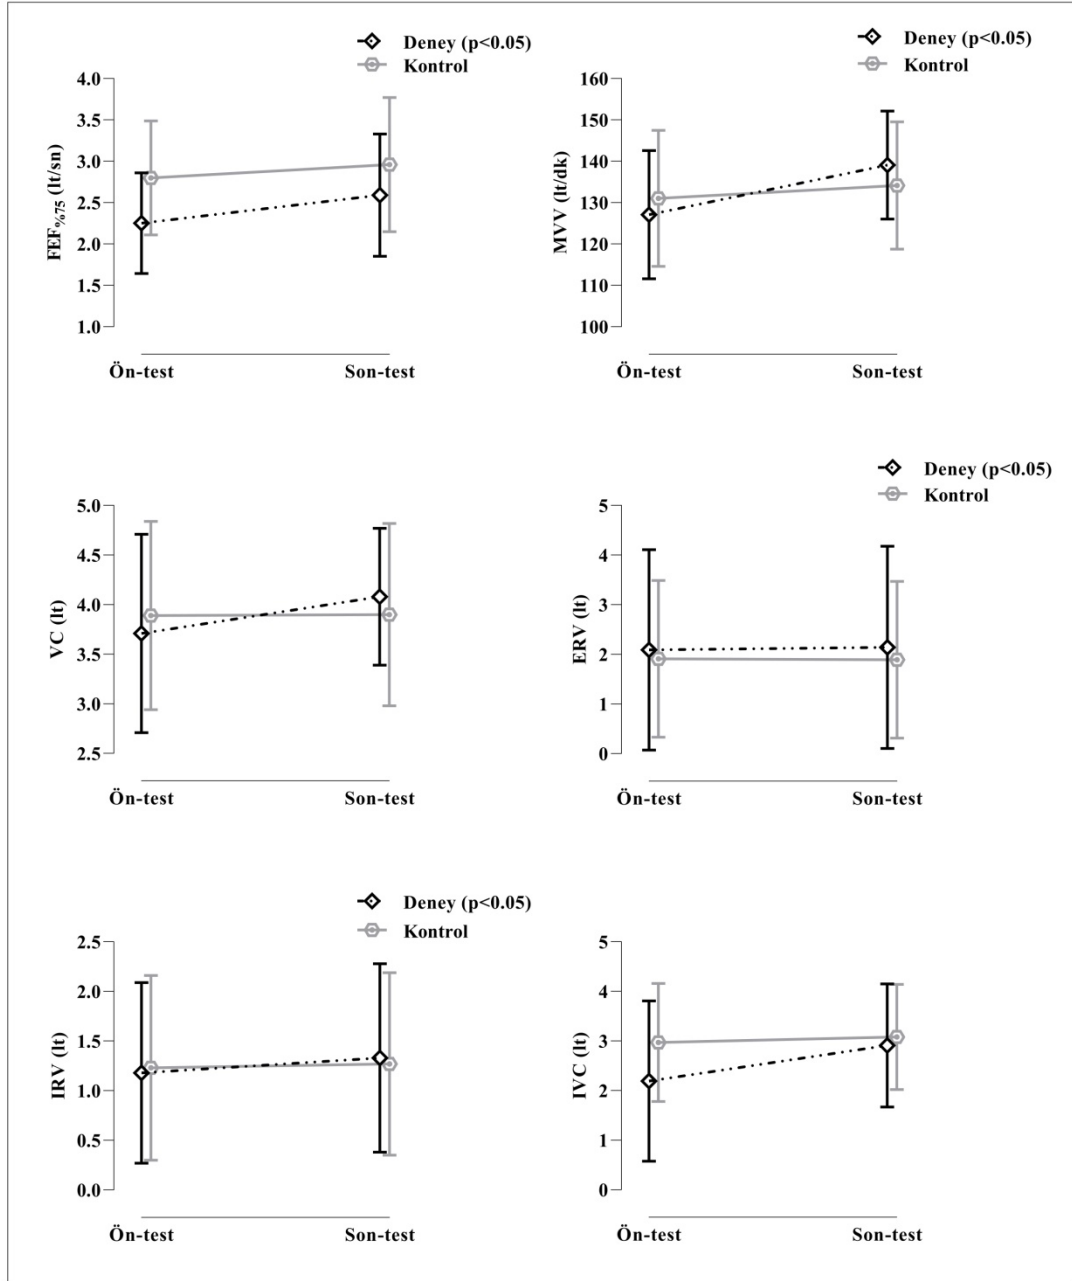 Deney (p<0.05)
Kontrol
FEF%75 (lt/sn)
4.0
3.5
3.0
2.5
2.0
1.5
1.0
Ön-test
Son-test
Deney (p<0.05)
Kontrol
MVV (lt/dk)
160
150
140
130
120
110
100
Ön-test
Son-test
VC (lt)
5.0
4.5
4.0
3.5
3.0
2.5
Ön-test
Son-test
Deney (p<0.05)
Kontrol
ERV (lt)
5
4
3
2
1
0
Ön-test
Son-test
Deney (p<0.05)
Kontrol
IRV (lt)
2.5
2.0
1.5
1.0
0.5
0.0
Ön-test
Son-test
IVC (lt)
5
4
3
2
1
0
Ön-test
Son-test